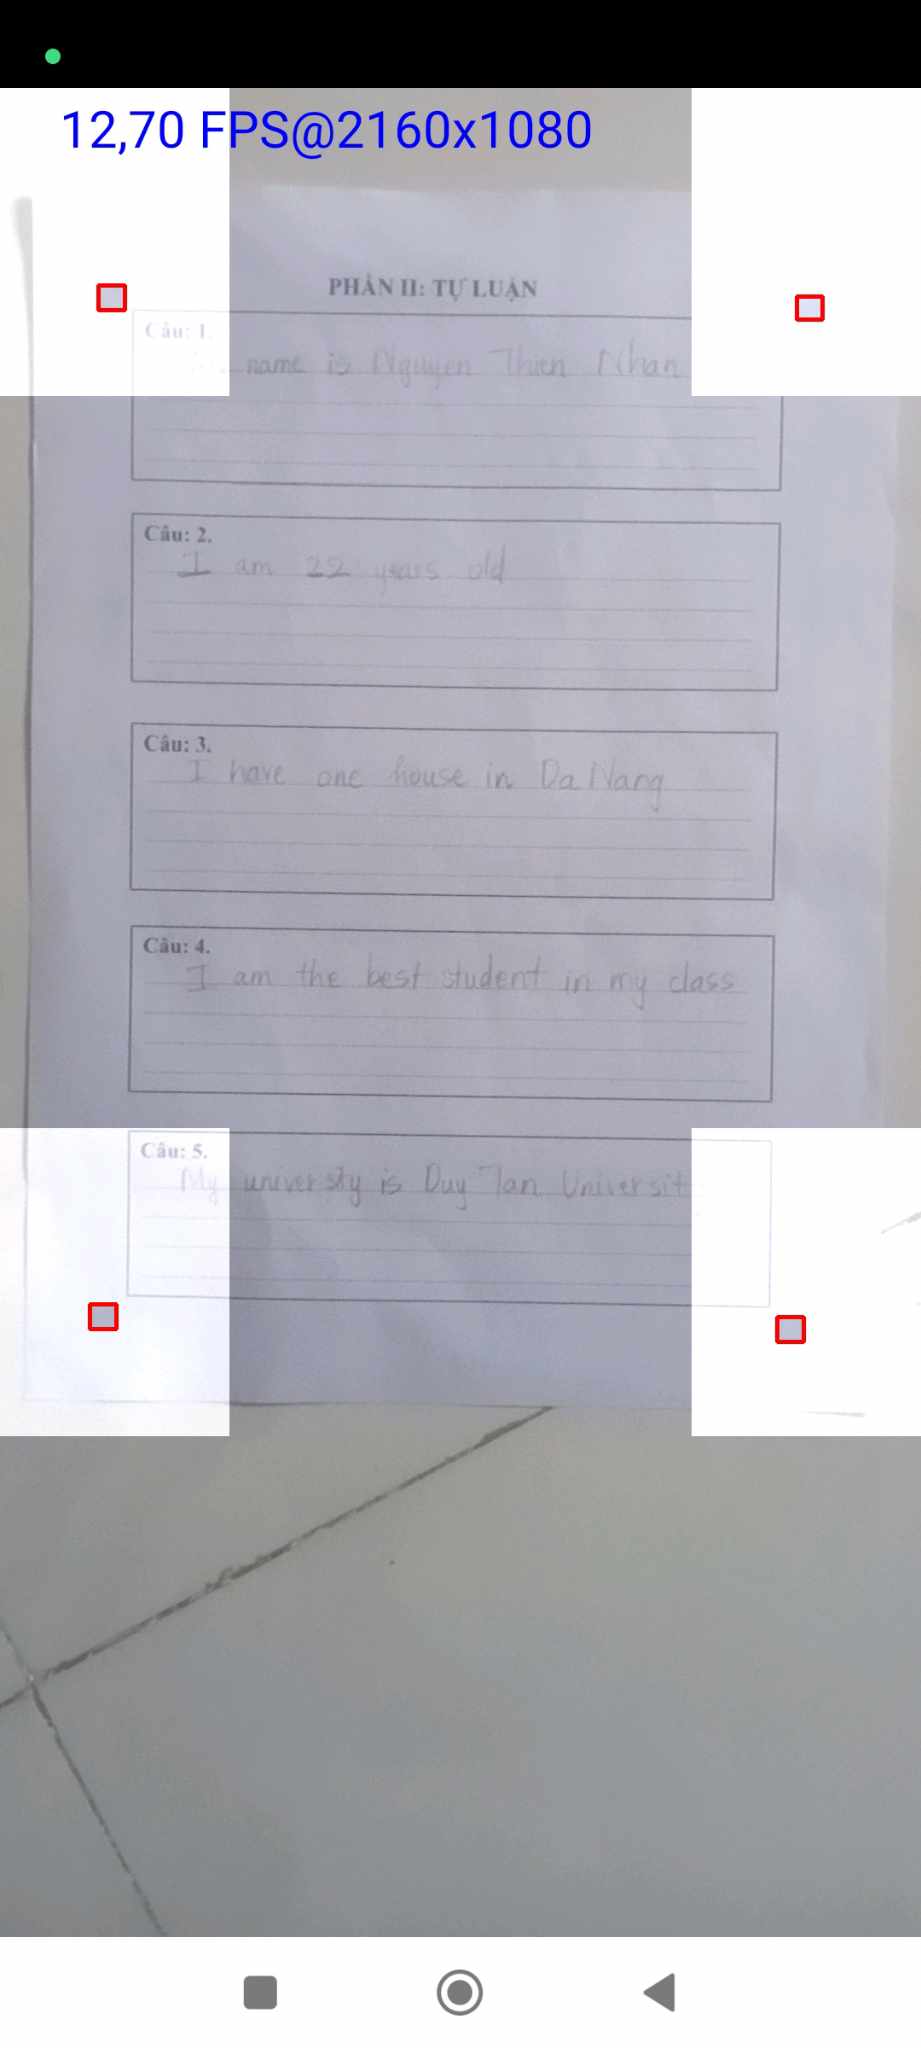 12,70 FPS@2160x1080
PHẦN II: TỰ LUẬN
Câu: 1.
name is Nguyen Thien Nhan
Câu: 2.
I am 22 years old
Câu: 3.
I have one house in Da Nang
Câu: 4.
I am the best student in my class
Câu: 5.
My university is Duy Tan Universit